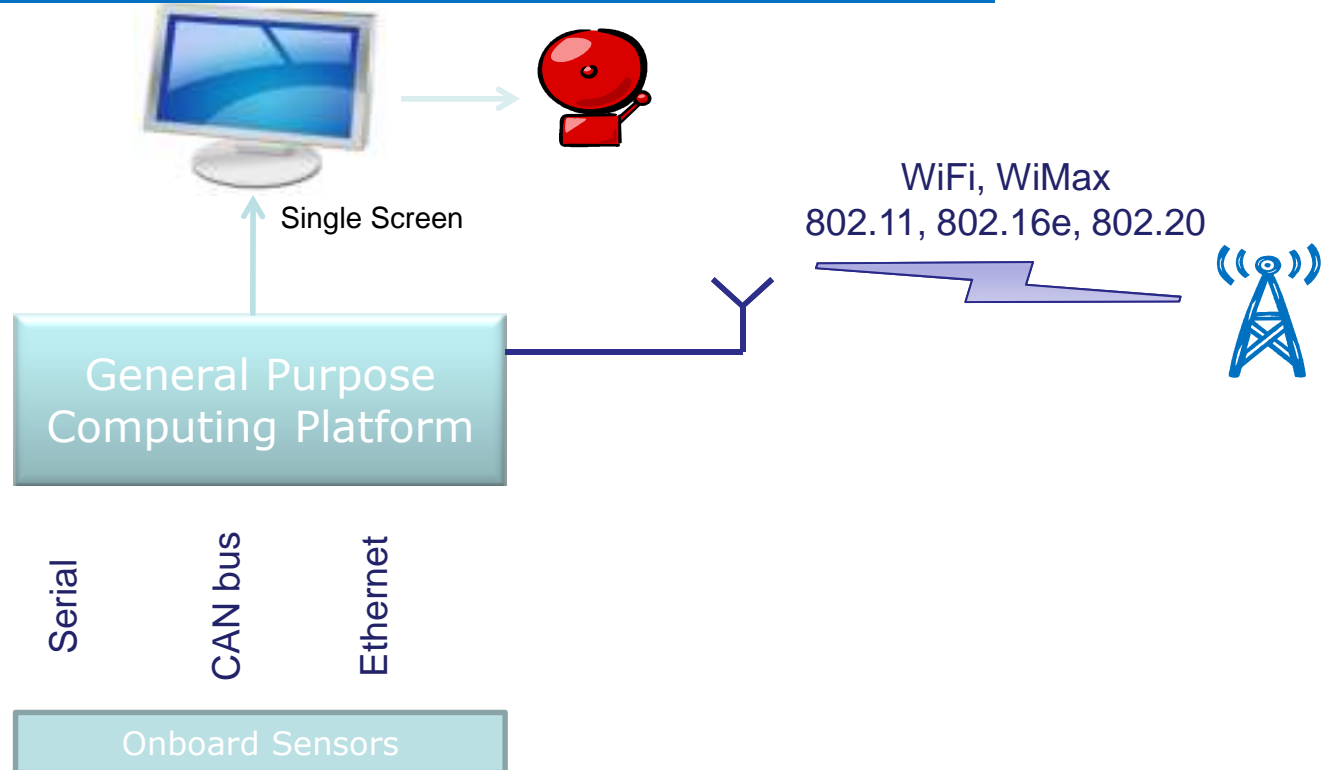 Single Screen
WiFi, WiMax
802.11, 802.16e, 802.20
General Purpose
Computing Platform
Serial
CAN bus
Ethernet
Onboard Sensors